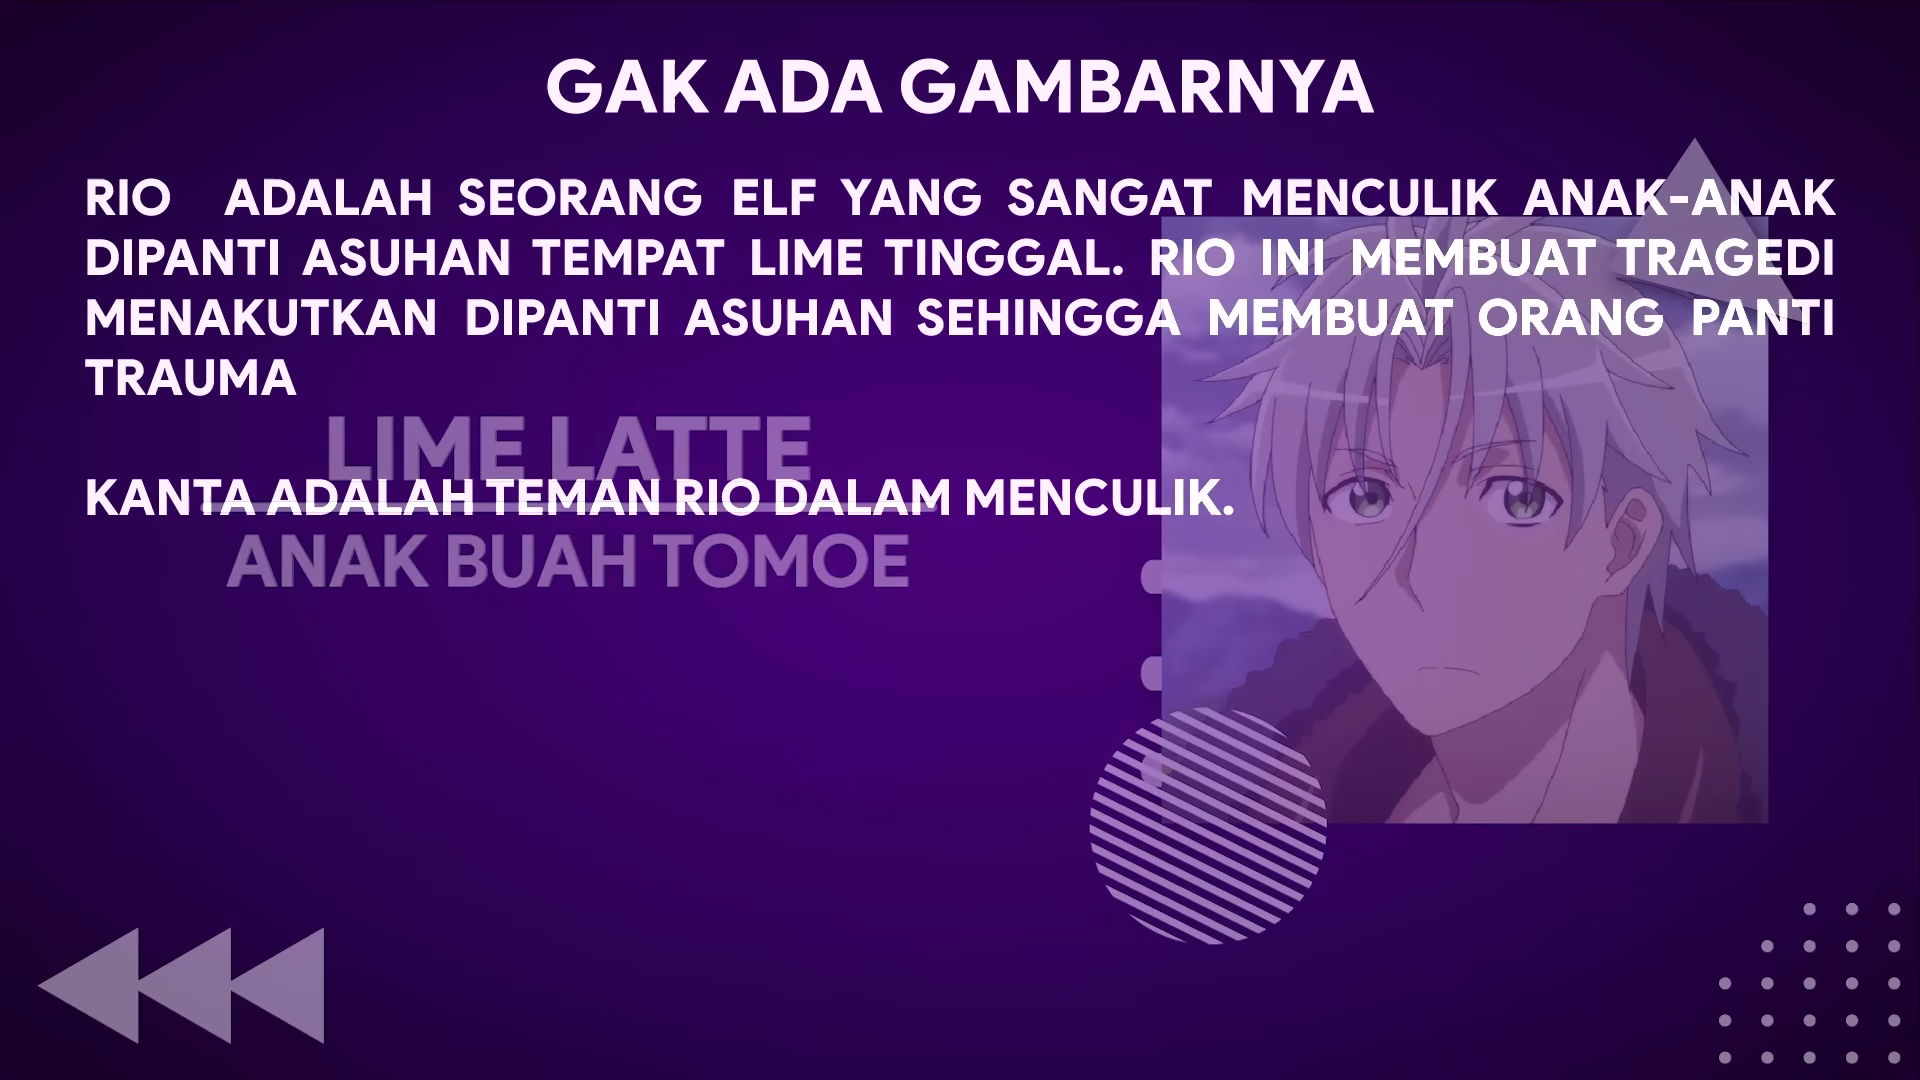 GAK ADA GAMBARNYA
RIO ADALAH SEORANG ELF YANG SANGAT MENCULIK ANAK-ANAK
DIPANTI ASUHAN TEMPAT LIME TINGGAL. RIO INI MEMBUAT TRAGEDI
MENAKUTKAN DIPANTI ASUHAN SEHINGGA MEMBUAT ORANG PANTI
TRAUMA
LIME LATTE
KANTA ADALAH TEMAN RIO DALAM MENCULIK.
ANAK BUAH TOMOE